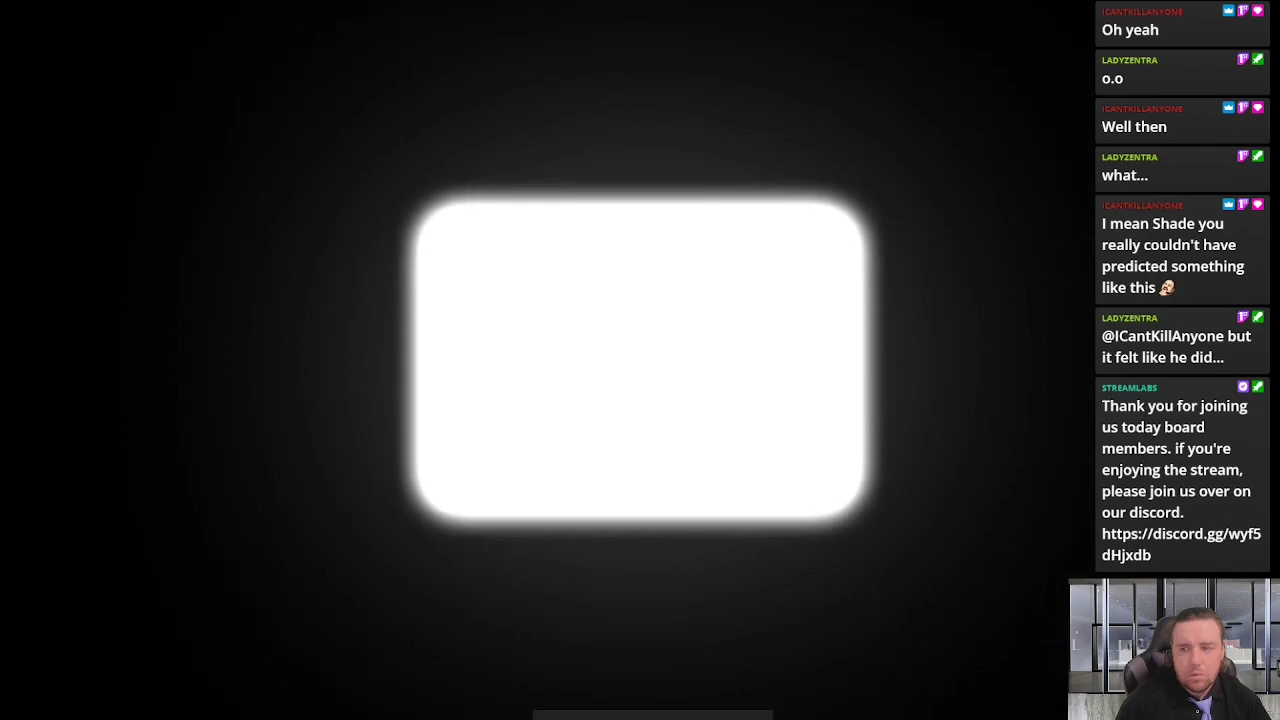 ICANTKILLANYONE
Oh yeah
LADYZENTRA
o.o
ICANTKILLANYONE
Well then
LADYZENTRA
what...
ICANTKILLANYONE
I mean Shade you
really couldn't have
predicted something
like this
LADYZENTRA
@ICantKillAnyone but
it felt like he did...
STREAMLABS
Thank you for joining
us today board
members. if you're
enjoying the stream,
please join us over on
our discord.
https://discord.gg/wyf5
dHjxdb